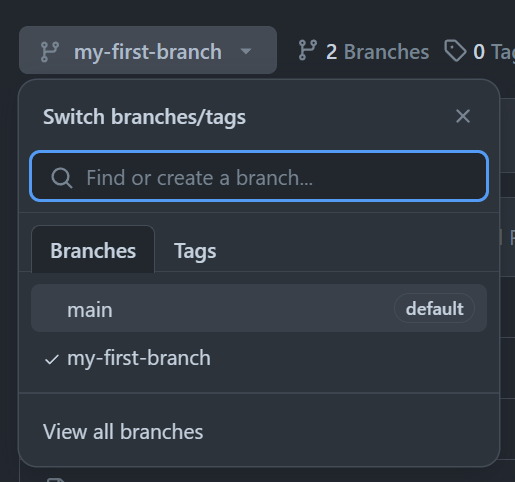 my-first-branch 2 Branches 0 Tag
Switch branches/tags
Find or create a branch...
Branches Tags
main default
my-first-branch
View all branches